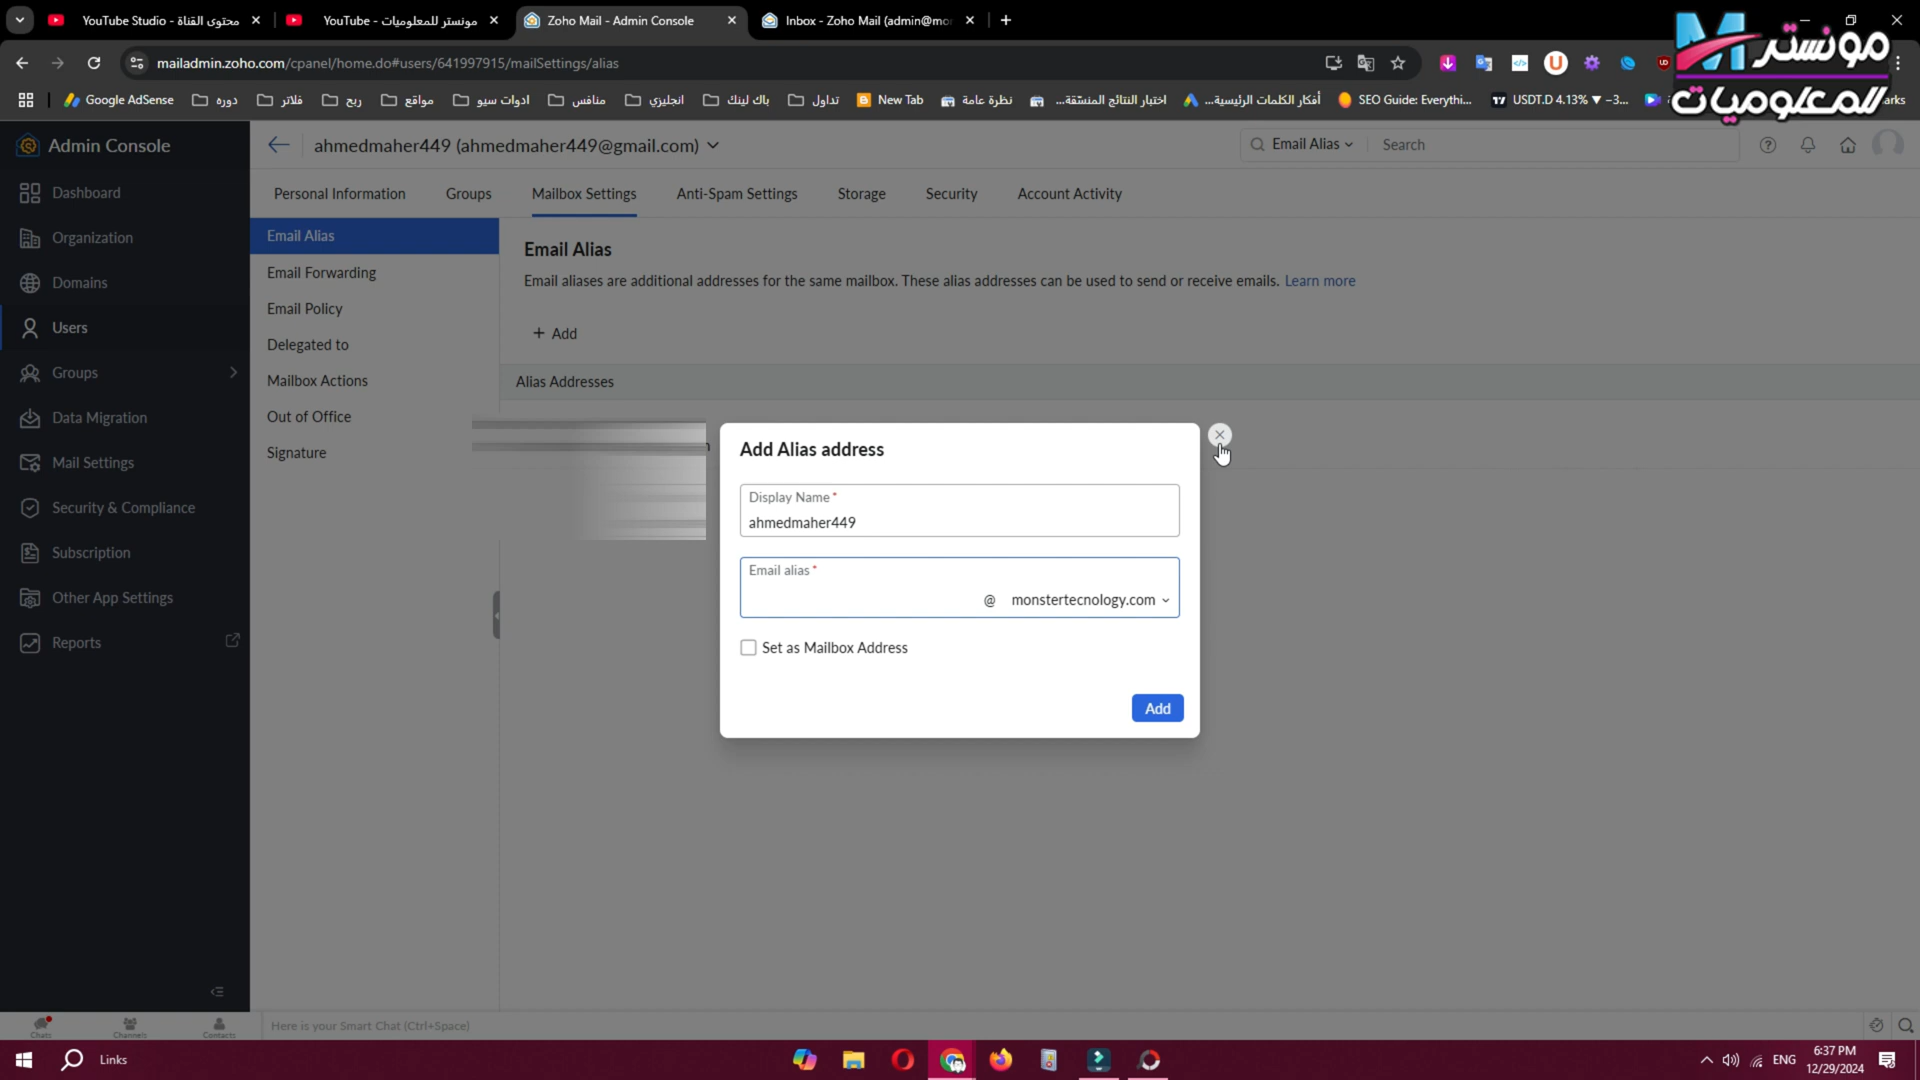 YouTube Studio - محتوى القناة
YouTube - مونستر للمعلوميات
Zoho Mail - Admin Console
Inbox - Zoho Mail (admin@mo
mailadmin.zoho.com/cpanel/home.do#users/641997915/mailSettings/alias
مونستر
للمعلوميات
Google AdSense
دوره
فلاتر
ربح
مواقع
ادوات سيو
منافس
انجليزي
باك لينك
تداول
New Tab
نظرة عامة
اختبار النتائج المنسّقة...
أفكار الكلمات الرئيسية...
SEO Guide: Everythi...
USDT.D 4.13% ▼ −3...
Admin Console
ahmedmaher449 (ahmedmaher449@gmail.com)
Email Alias
Search
Dashboard
Organization
Domains
Users
Groups
Data Migration
Mail Settings
Security & Compliance
Subscription
Other App Settings
Reports
Personal Information
Groups
Mailbox Settings
Anti-Spam Settings
Storage
Security
Account Activity
Email Alias
Email Forwarding
Email Policy
Delegated to
Mailbox Actions
Out of Office
Signature
Email Alias
Email aliases are additional addresses for the same mailbox. These alias addresses can be used to send or receive emails. Learn more
+ Add
Alias Addresses
Add Alias address
Display Name *
ahmedmaher449
Email alias *
@ monstertecnology.com
Set as Mailbox Address
Add
Chats
Channels
Contacts
Here is your Smart Chat (Ctrl+Space)
Links
ENG
6:37 PM
12/29/2024